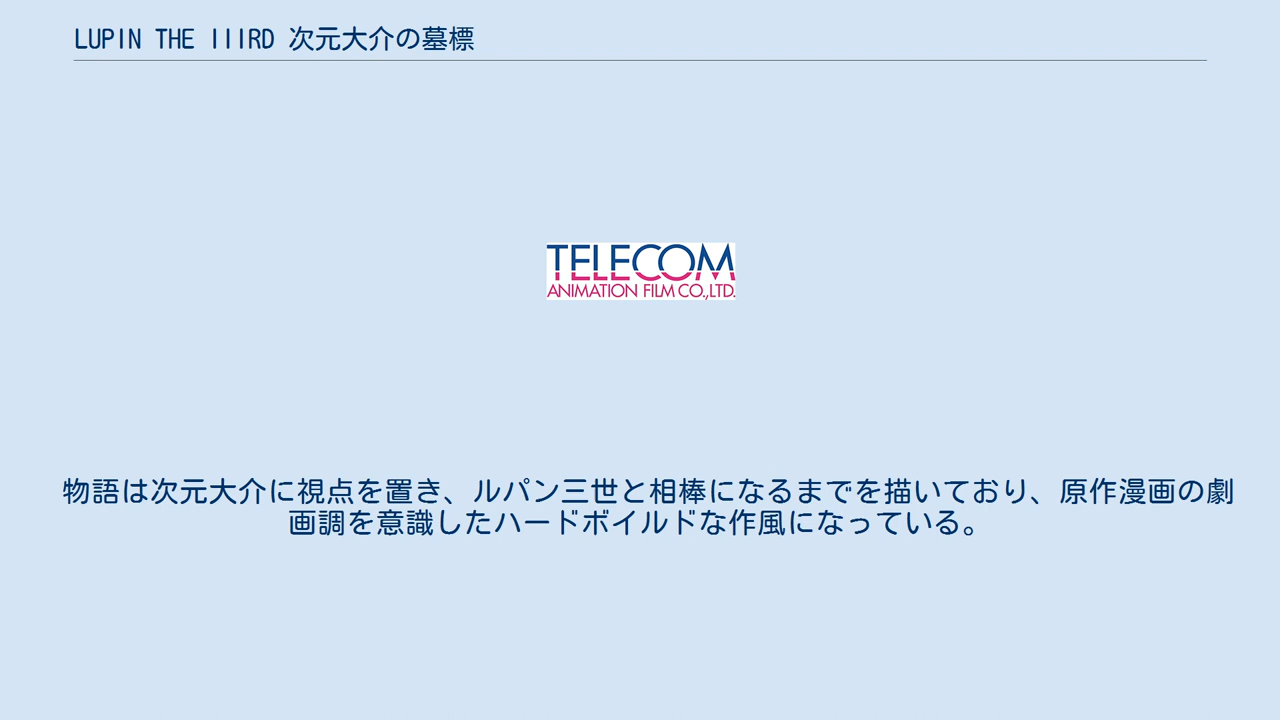 LUPIN THE IIIRD 次元大介の墓標
TELECOM
ANIMATION FILM CO.,LTD.
物語は次元大介に視点を置き、ルパン三世と相棒になるまでを描いており、原作漫画の劇
画調を意識したハードボイルドな作風になっている。